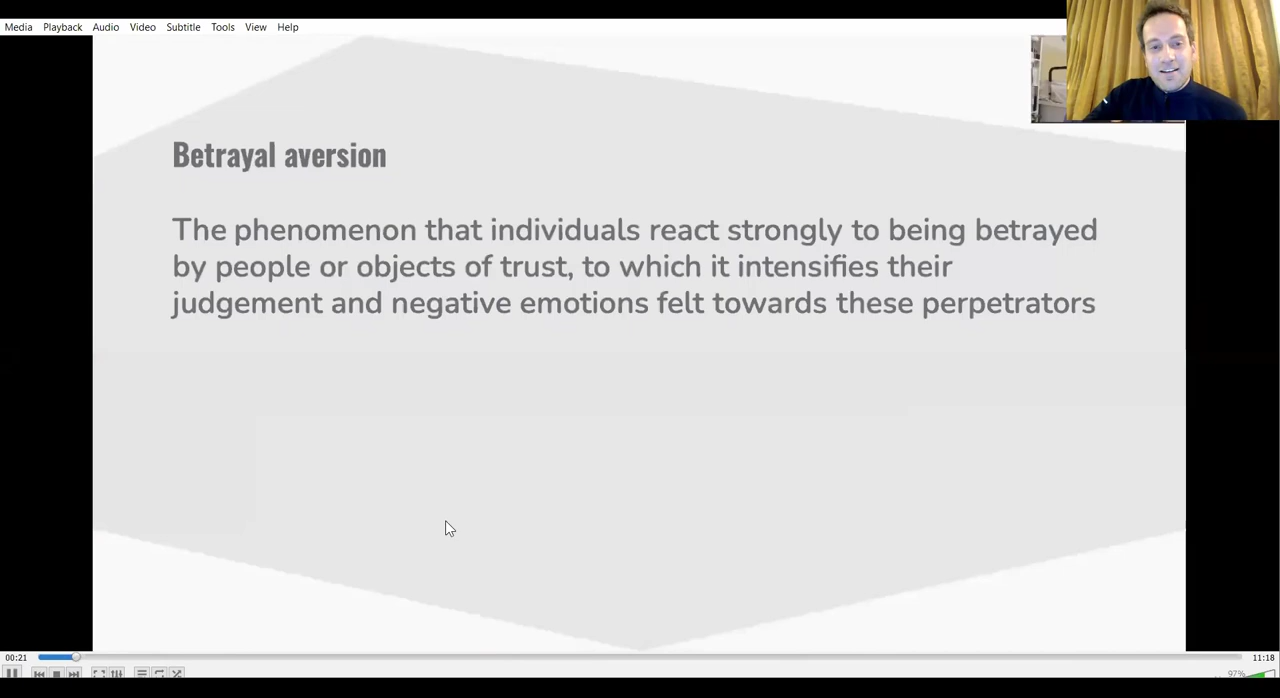 Media Playback Audio Video Subtitle Tools View Help
Betrayal aversion
The phenomenon that individuals react strongly to being betrayed
by people or objects of trust, to which it intensifies their
judgement and negative emotions felt towards these perpetrators
00:21
11:18
97%